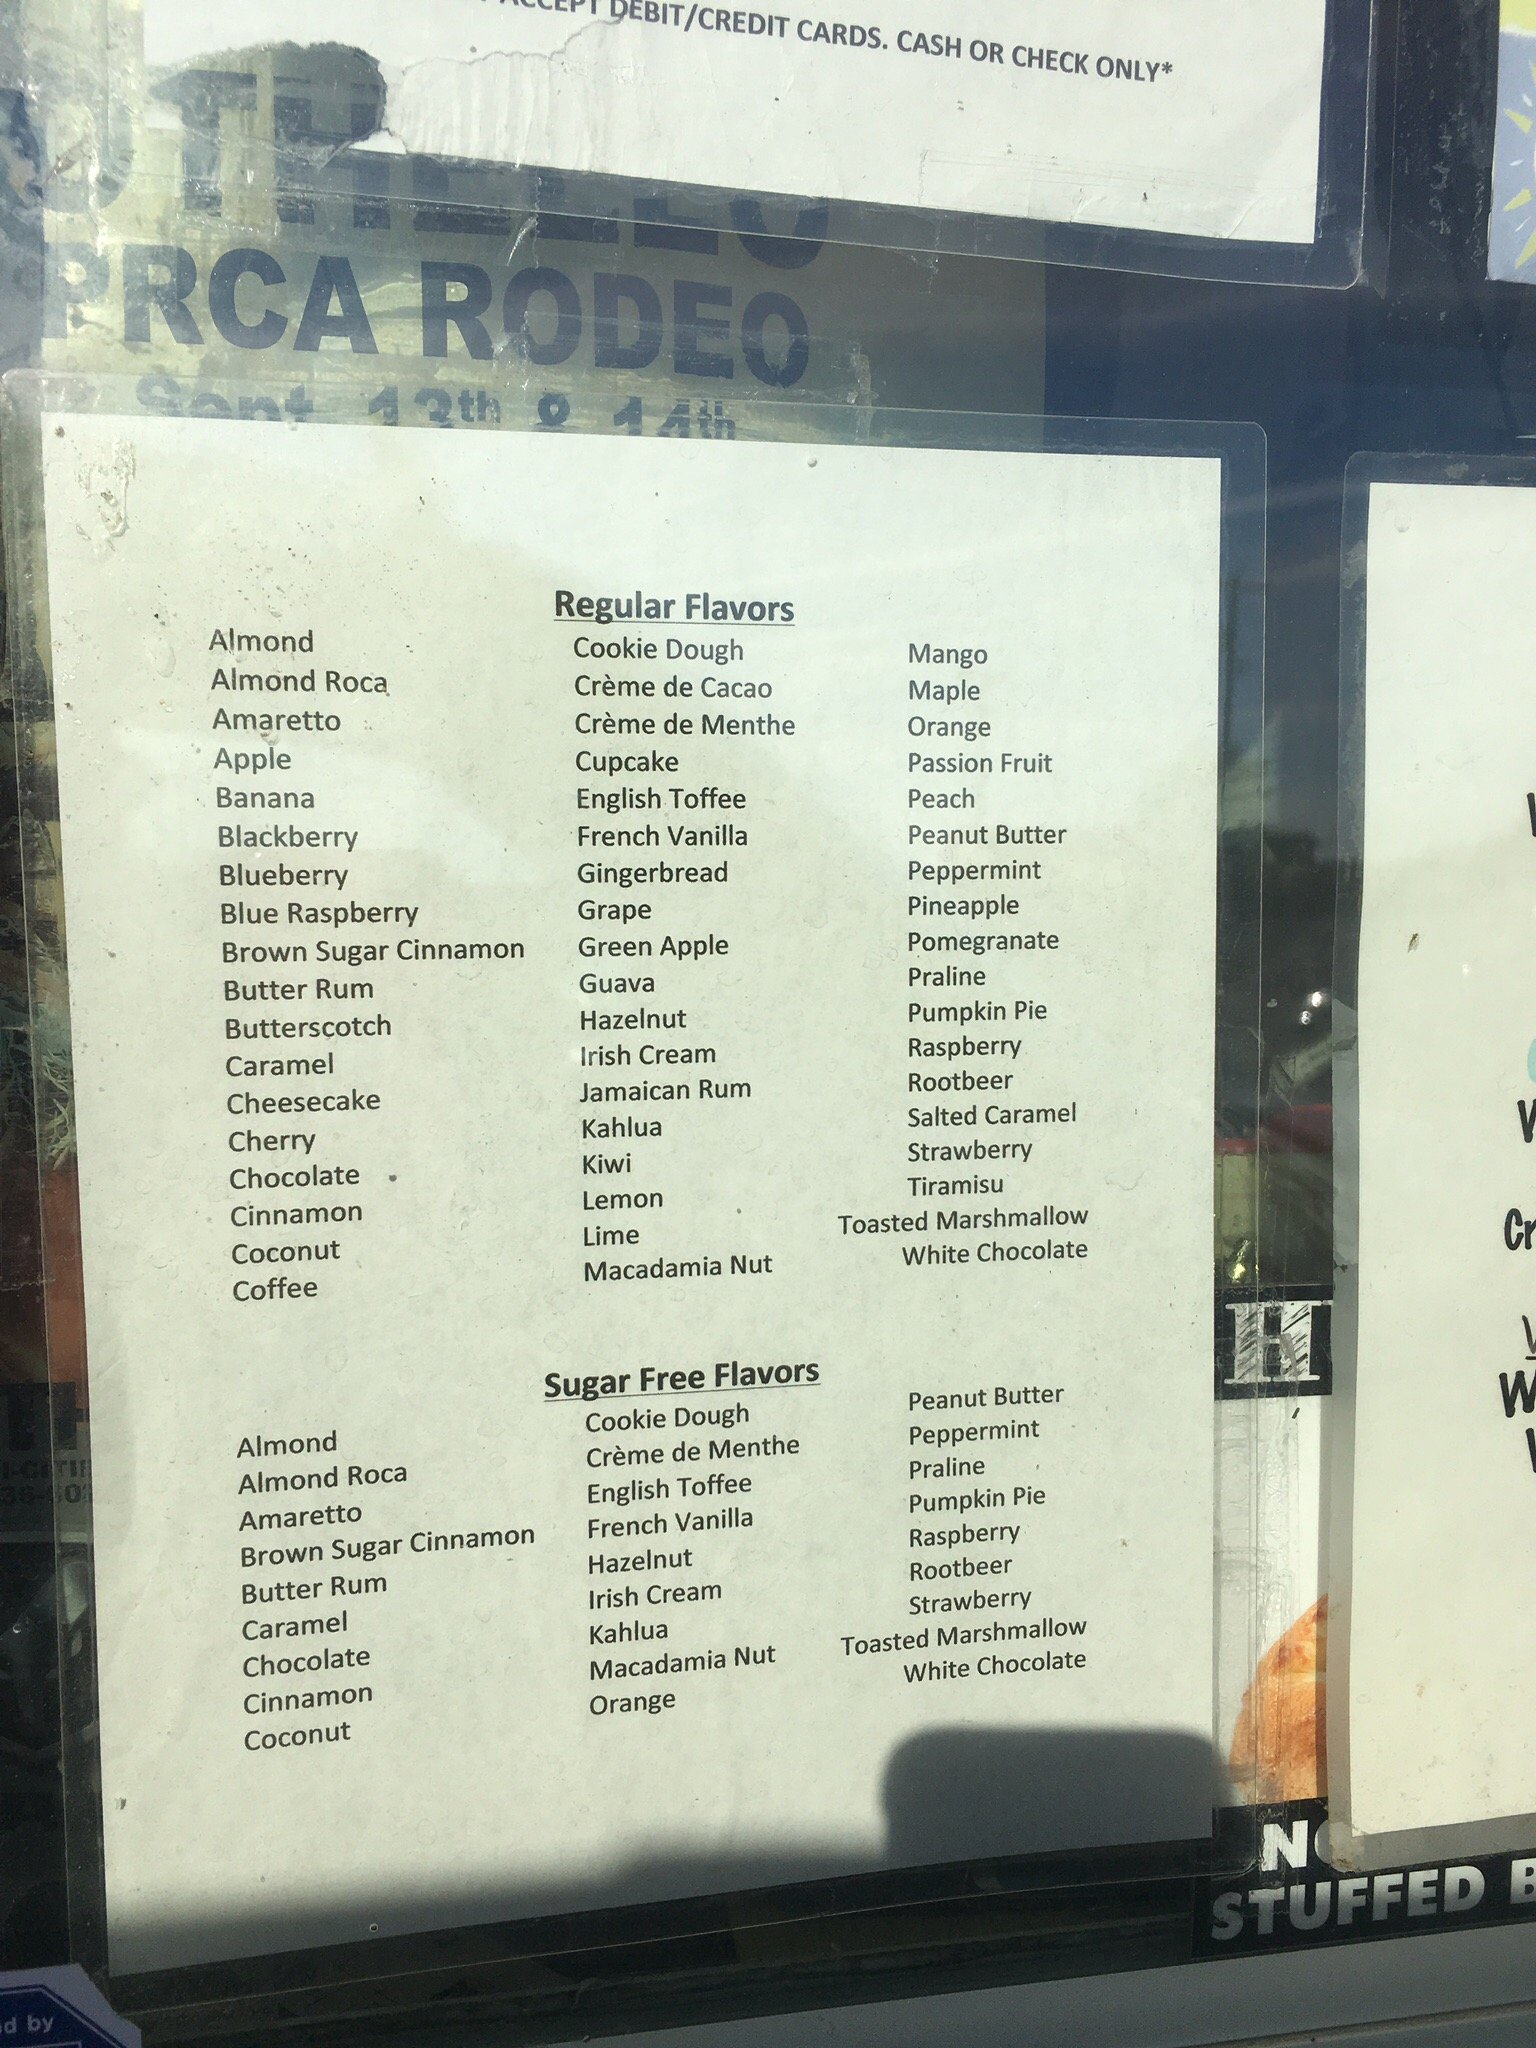 ACCEPT DEBIT/CREDIT CARDS. CASH OR CHECK ONLY*
PRCA RODEO
Sept. 13th & 14th
Regular Flavors
Almond
Almond Roca
Amaretto
Apple
Banana
Blackberry
Blueberry
Blue Raspberry
Brown Sugar Cinnamon
Butter Rum
Butterscotch
Caramel
Cheesecake
Cherry
Chocolate
Cinnamon
Coconut
Coffee
Cookie Dough
Crème de Cacao
Crème de Menthe
Cupcake
English Toffee
French Vanilla
Gingerbread
Grape
Green Apple
Guava
Hazelnut
Irish Cream
Jamaican Rum
Kahlua
Kiwi
Lemon
Lime
Macadamia Nut
Mango
Maple
Orange
Passion Fruit
Peach
Peanut Butter
Peppermint
Pineapple
Pomegranate
Praline
Pumpkin Pie
Raspberry
Rootbeer
Salted Caramel
Strawberry
Tiramisu
Toasted Marshmallow
White Chocolate
Sugar Free Flavors
Almond
Almond Roca
Amaretto
Brown Sugar Cinnamon
Butter Rum
Caramel
Chocolate
Cinnamon
Coconut
Cookie Dough
Crème de Menthe
English Toffee
French Vanilla
Hazelnut
Irish Cream
Kahlua
Macadamia Nut
Orange
Peanut Butter
Peppermint
Praline
Pumpkin Pie
Raspberry
Rootbeer
Strawberry
Toasted Marshmallow
White Chocolate
STUFFED
by